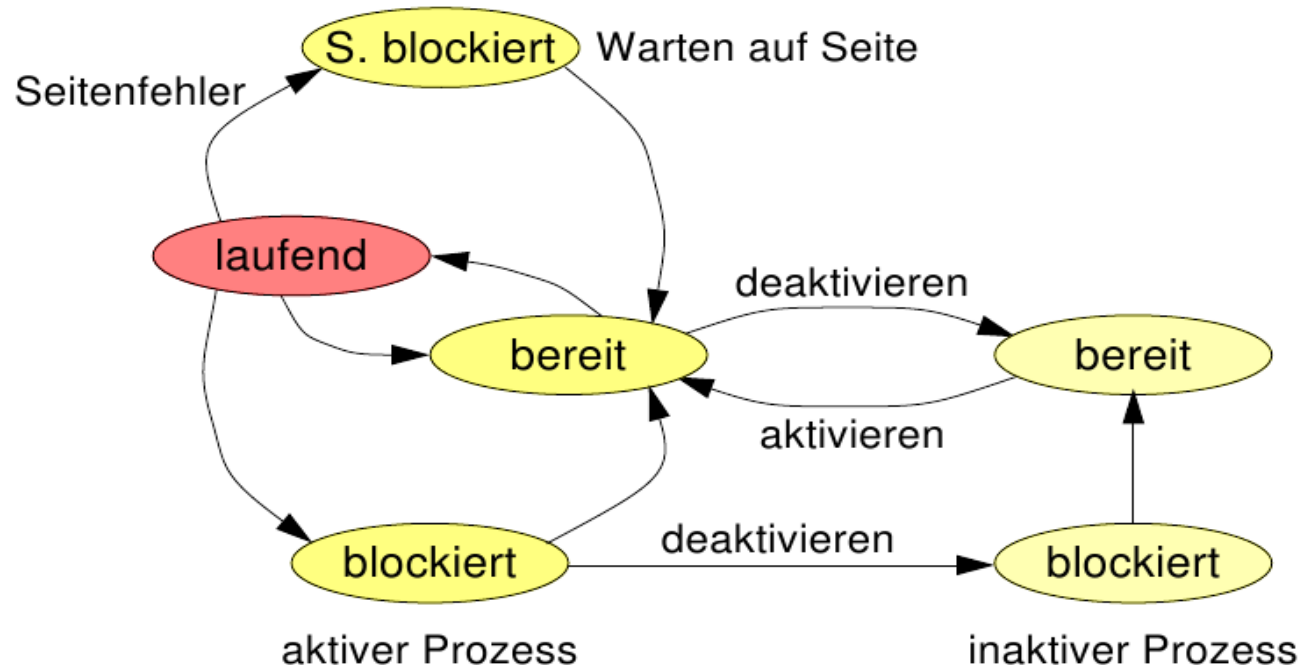 S. blockiert
Warten auf Seite
Seitenfehler
laufend
deaktivieren
bereit
bereit
aktivieren
deaktivieren
blockiert
blockiert
aktiver Prozess
inaktiver Prozess